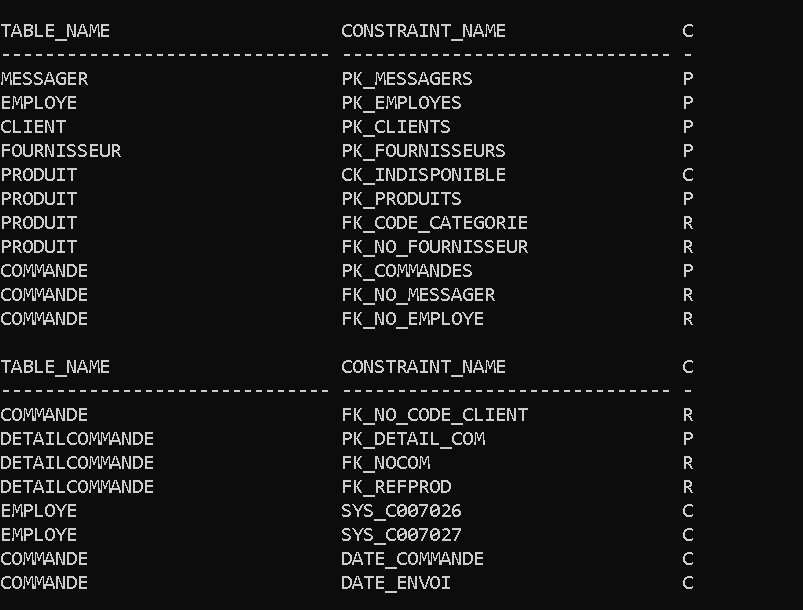 TABLE_NAME                     CONSTRAINT_NAME                C
------------------------------ ------------------------------ -
MESSAGER                       PK_MESSAGERS                   P
EMPLOYE                        PK_EMPLOYES                    P
CLIENT                         PK_CLIENTS                     P
FOURNISSEUR                    PK_FOURNISSEURS                P
PRODUIT                        CK_INDISPONIBLE                C
PRODUIT                        PK_PRODUITS                    P
PRODUIT                        FK_CODE_CATEGORIE              R
PRODUIT                        FK_NO_FOURNISSEUR              R
COMMANDE                       PK_COMMANDES                   P
COMMANDE                       FK_NO_MESSAGER                 R
COMMANDE                       FK_NO_EMPLOYE                  R

TABLE_NAME                     CONSTRAINT_NAME                C
------------------------------ ------------------------------ -
COMMANDE                       FK_NO_CODE_CLIENT              R
DETAILCOMMANDE                 PK_DETAIL_COM                  P
DETAILCOMMANDE                 FK_NOCOM                       R
DETAILCOMMANDE                 FK_REFPROD                     R
EMPLOYE                        SYS_C007026                    C
EMPLOYE                        SYS_C007027                    C
COMMANDE                       DATE_COMMANDE                  C
COMMANDE                       DATE_ENVOI                     C